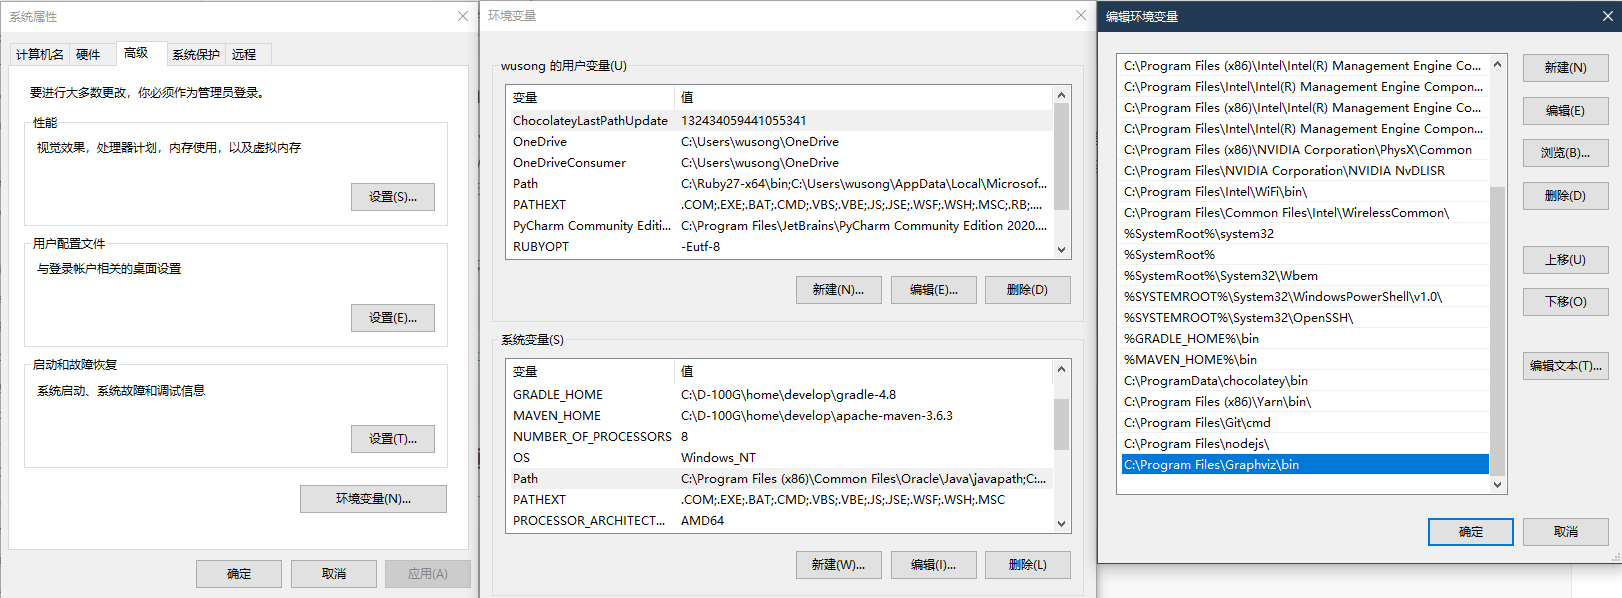 系统属性
计算机名 硬件 高级 系统保护 远程
要进行大多数更改，你必须作为管理员登录。
性能
视觉效果，处理器计划，内存使用，以及虚拟内存
设置(S)...
用户配置文件
与登录帐户相关的桌面设置
设置(E)...
启动和故障恢复
系统启动、系统故障和调试信息
设置(T)...
环境变量(N)...
确定 取消 应用(A)
环境变量
wusong 的用户变量(U)
变量 值
ChocolateyLastPathUpdate 132434059441055341
OneDrive C:\Users\wusong\OneDrive
OneDriveConsumer C:\Users\wusong\OneDrive
Path C:\Ruby27-x64\bin;C:\Users\wusong\AppData\Local\Microsof...
PATHEXT .COM;.EXE;.BAT;.CMD;.VBS;.VBE;.JS;.JSE;.WSF;.WSH;.MSC;.RB;...
PyCharm Community Editi... C:\Program Files\JetBrains\PyCharm Community Edition 2020....
RUBYOPT -Eutf-8
新建(N)... 编辑(E)... 删除(D)
系统变量(S)
变量 值
GRADLE_HOME C:\D-100G\home\develop\gradle-4.8
MAVEN_HOME C:\D-100G\home\develop\apache-maven-3.6.3
NUMBER_OF_PROCESSORS 8
OS Windows_NT
Path C:\Program Files (x86)\Common Files\Oracle\Java\javapath;C:...
PATHEXT .COM;.EXE;.BAT;.CMD;.VBS;.VBE;.JS;.JSE;.WSF;.WSH;.MSC
PROCESSOR_ARCHITECT... AMD64
新建(W)... 编辑(I)... 删除(L)
编辑环境变量
C:\Program Files (x86)\Intel\Intel(R) Management Engine Co...
C:\Program Files\Intel\Intel(R) Management Engine Compon...
C:\Program Files (x86)\Intel\Intel(R) Management Engine Co...
C:\Program Files\Intel\Intel(R) Management Engine Compon...
C:\Program Files (x86)\NVIDIA Corporation\PhysX\Common
C:\Program Files\NVIDIA Corporation\NVIDIA NvDLISR
C:\Program Files\Intel\WiFi\bin\
C:\Program Files\Common Files\Intel\WirelessCommon\
%SystemRoot%\system32
%SystemRoot%
%SystemRoot%\System32\Wbem
%SYSTEMROOT%\System32\WindowsPowerShell\v1.0\
%SYSTEMROOT%\System32\OpenSSH\
%GRADLE_HOME%\bin
%MAVEN_HOME%\bin
C:\ProgramData\chocolatey\bin
C:\Program Files (x86)\Yarn\bin\
C:\Program Files\Git\cmd
C:\Program Files\nodejs\
C:\Program Files\Graphviz\bin
新建(N)
编辑(E)
浏览(B)...
删除(D)
上移(U)
下移(O)
编辑文本(T)...
确定 取消